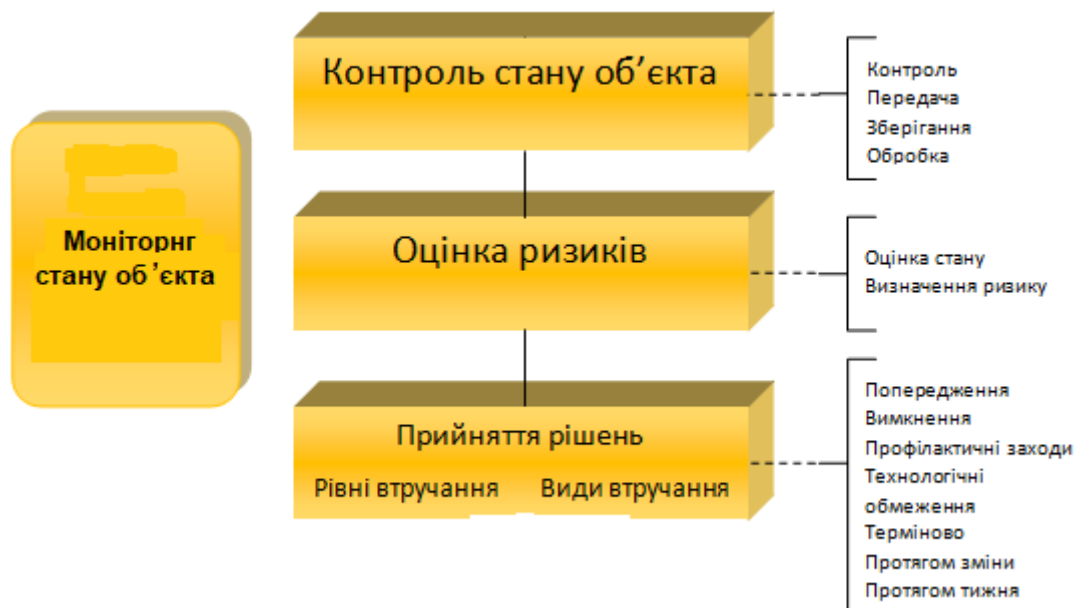 Моніторнг
стану об ’єкта
Контроль стану об’єкта
Контроль
Передача
Зберігання
Обробка
Оцінка ризиків
Оцінка стану
Визначення ризику
Прийняття рішень
Рівні втручання Види втручання
Попередження
Вимкнення
Профілактичні заходи
Технологічні
обмеження
Терміново
Протягом зміни
Протягом тижня